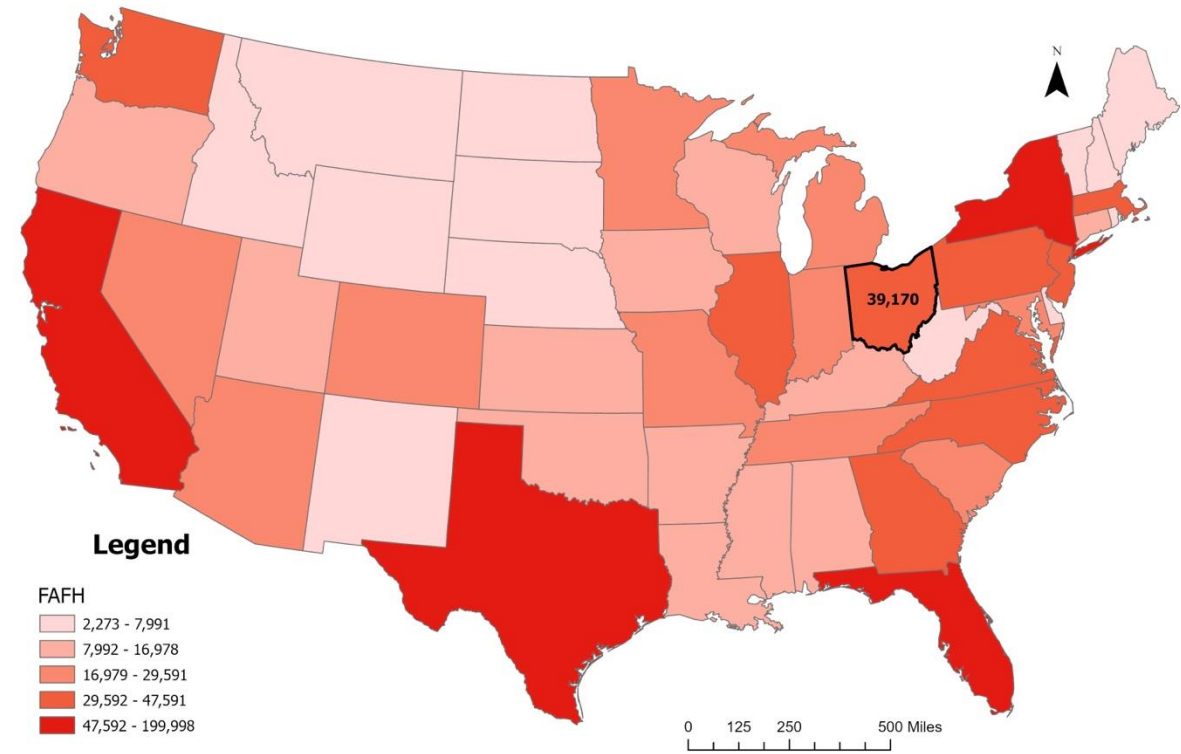 N
39,170
Legend
FAFH
2,273 - 7,991
7,992 - 16,978
16,979 - 29,591
29,592 - 47,591
47,592 - 199,998
0 125 250 500 Miles